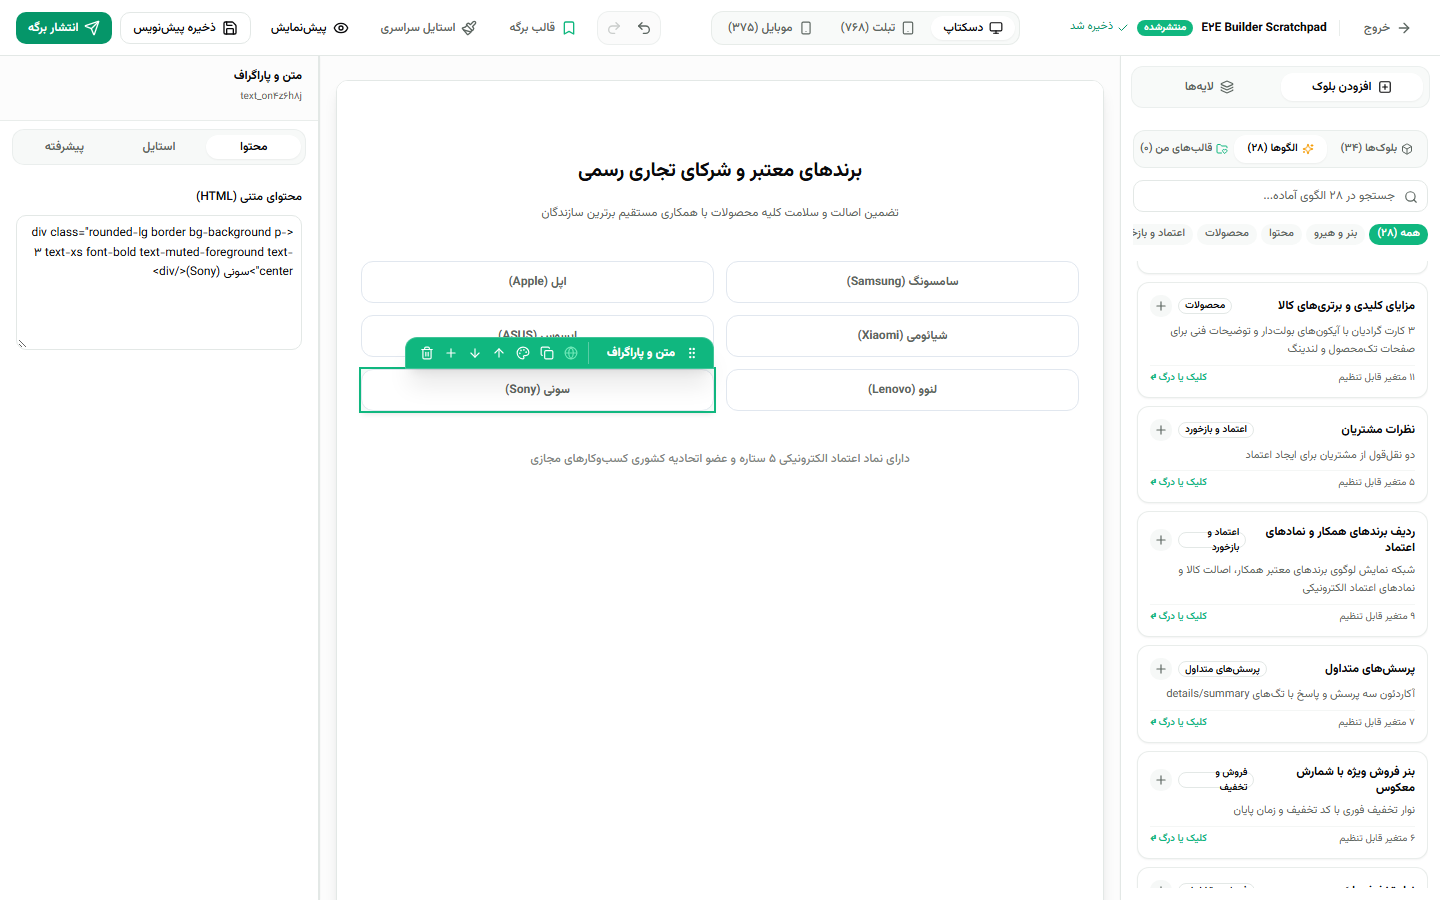 خروج
E۲E Builder Scratchpad
منتشرشده
ذخیره شد
دسکتاپ
تبلت (۷۶۸)
موبایل (۳۷۵)
قالب برگه
استایل سراسری
پیش‌نمایش
ذخیره پیش‌نویس
انتشار برگه
افزودن بلوک
لایه‌ها
بلوک‌ها (۳۴)
الگوها (۲۸)
قالب‌های من (۰)
جستجو در ۲۸ الگوی آماده...
همه (۲۸)
بنر و هیرو
محتوا
محصولات
اعتماد و بازخ
مزایای کلیدی و برتری‌های کالا
محصولات
۳ کارت گرادیان با آیکون‌های بولت‌دار و توضیحات فنی برای
صفحات تک‌محصول و لندینگ
۱۱ متغیر قابل تنظیم
کلیک یا درگ
نظرات مشتریان
اعتماد و بازخورد
دو نقل‌قول از مشتریان برای ایجاد اعتماد
۵ متغیر قابل تنظیم
کلیک یا درگ
ردیف برندهای همکار و نمادهای
اعتماد
اعتماد و
بازخورد
شبکه نمایش لوگوی برندهای معتبر همکار، اصالت کالا و
نمادهای اعتماد الکترونیکی
۹ متغیر قابل تنظیم
کلیک یا درگ
پرسش‌های متداول
پرسش‌های متداول
آکاردئون سه پرسش و پاسخ با تگ‌های details/summary
۷ متغیر قابل تنظیم
کلیک یا درگ
بنر فروش ویژه با شمارش
معکوس
فروش و
تخفیف
نوار تخفیف فوری با کد تخفیف و زمان پایان
۶ متغیر قابل تنظیم
کلیک یا درگ
برندهای معتبر و شرکای تجاری رسمی
تضمین اصالت و سلامت کلیه محصولات با همکاری مستقیم برترین سازندگان
سامسونگ (Samsung)
اپل (Apple)
شیائومی (Xiaomi)
ایسوس (ASUS)
متن و پاراگراف
لنوو (Lenovo)
سونی (Sony)
دارای نماد اعتماد الکترونیکی ۵ ستاره و عضو اتحادیه کشوری کسب‌وکارهای مجازی
متن و پاراگراف
text_on۴z۶h۸j
محتوا
استایل
پیشرفته
محتوای متنی (HTML)
<div class="rounded-lg border bg-background p-
۳ text-xs font-bold text-muted-foreground text-
center">سونی (Sony)</div>